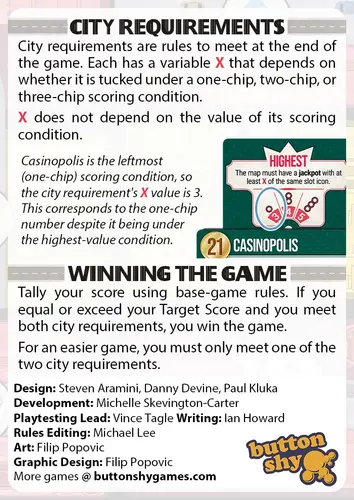 CITY REQUIREMENTS
City requirements are rules to meet at the end of
the game. Each has a variable X that depends on
whether it is tucked under a one-chip, two-chip, or
three-chip scoring condition.
X does not depend on the value of its scoring
condition.
Casinopolis is the leftmost
(one-chip) scoring condition, so
the city requirement's X value is 3.
This corresponds to the one-chip
number despite it being under
the highest-value condition.
HIGHEST
The map must have a jackpot with at
least X of the same slot icon.
3 4 5
21 CASINOPOLIS
WINNING THE GAME
Tally your score using base-game rules. If you
equal or exceed your Target Score and you meet
both city requirements, you win the game.
For an easier game, you must only meet one of the
two city requirements.
Design: Steven Aramini, Danny Devine, Paul Kluka
Development: Michelle Skevington-Carter
Playtesting Lead: Vince Tagle Writing: Ian Howard
Rules Editing: Michael Lee
Art: Filip Popovic
Graphic Design: Filip Popovic
More games @ buttonshygames.com
button
shy